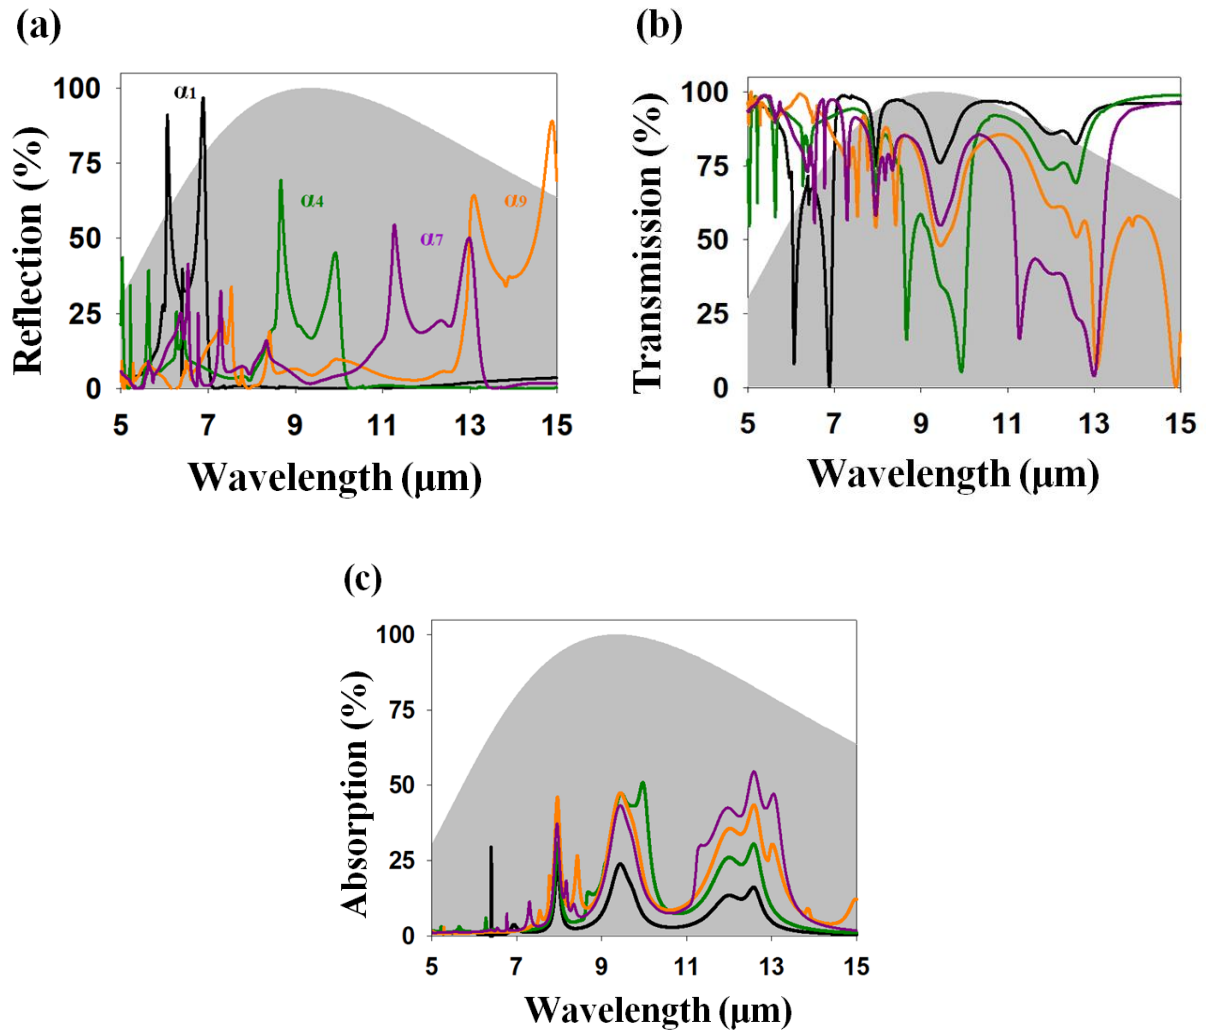 (a)
Reflection (%)
100
75
50
25
0
α1
α4
α7
α9
5 7 9 11 13 15
Wavelength (μm)
(b)
Transmission (%)
100
75
50
25
0
5 7 9 11 13 15
Wavelength (μm)
(c)
Absorption (%)
100
75
50
25
0
5 7 9 11 13 15
Wavelength (μm)